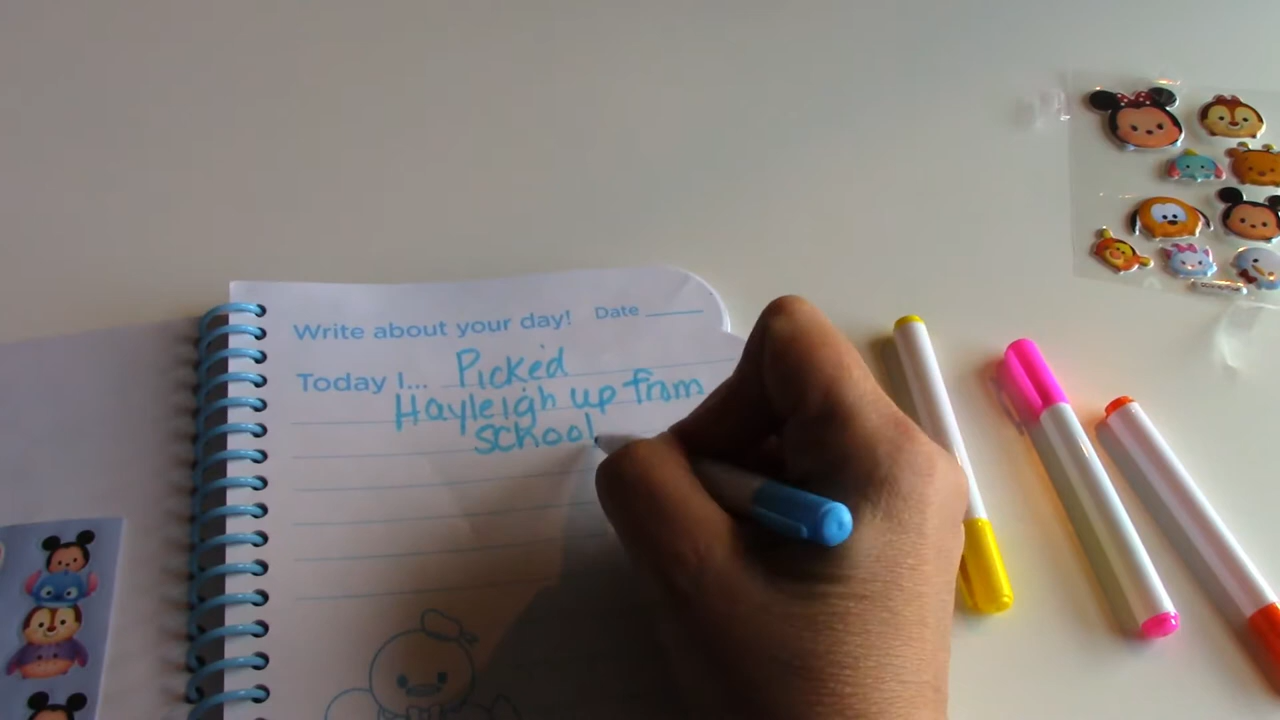 Write about your day! Date
Today I... Picked
Hayleigh up from
school